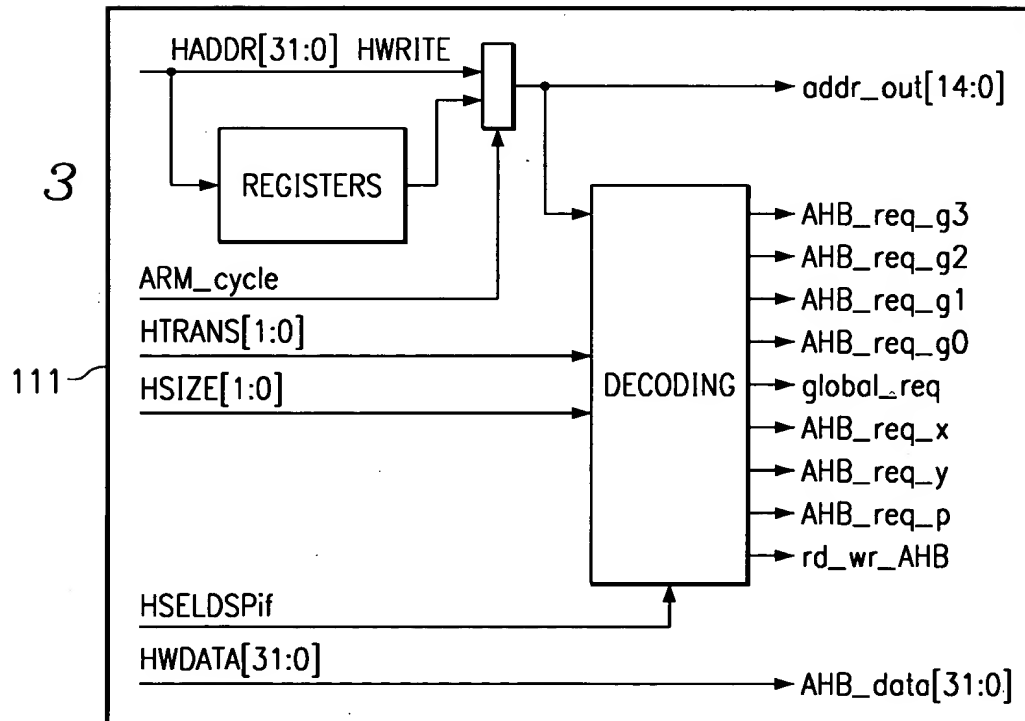 HADDR[31:0] HWRITE
addr_out[14:0]
3
REGISTERS
AHB_req_g3
AHB_req_g2
ARM_cycle
AHB_req_g1
HTRANS[1:0]
AHB_req_g0
111
HSIZE[1:0]
DECODING
global_req
AHB_req_x
AHB_req_y
AHB_req_p
rd_wr_AHB
HSELDSPif
HWDATA[31:0]
AHB_data[31:0]